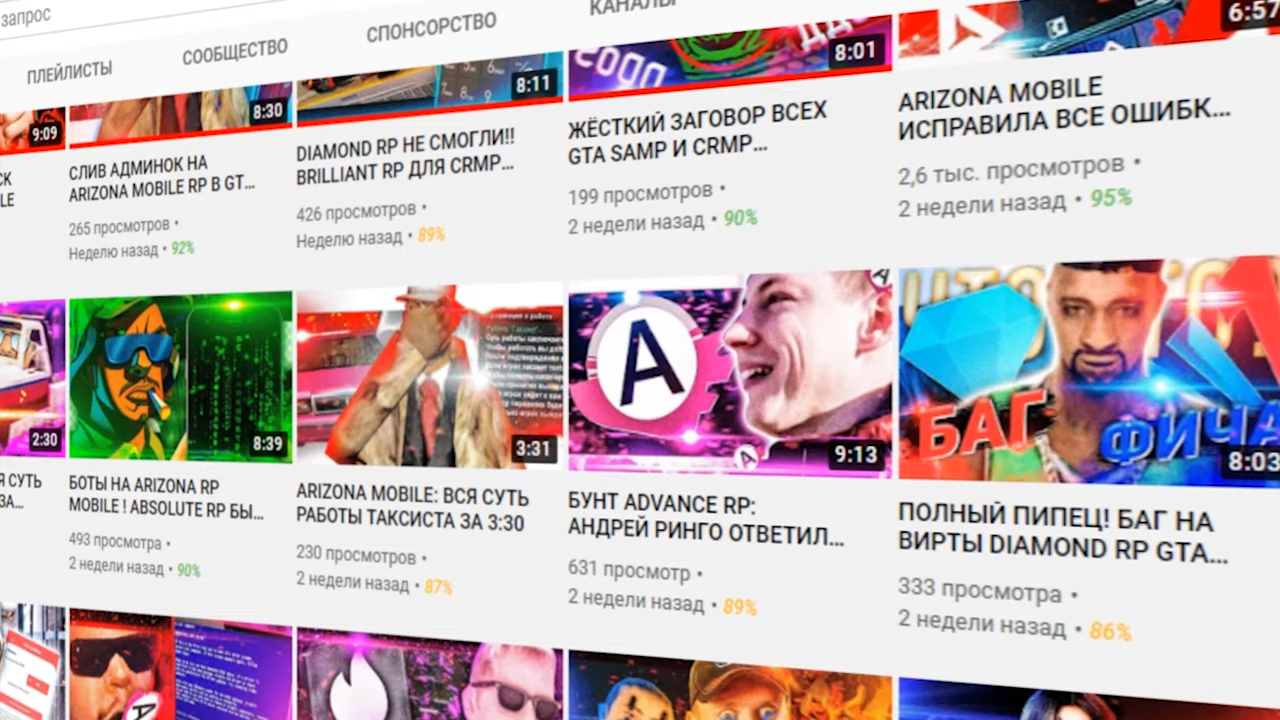 запрос
ПЛЕЙЛИСТЫ
СООБЩЕСТВО
СПОНСОРСТВО
КАНАЛЫ
9:09
8:30
8:11
8:01
6:57
СЛИВ АДМИНОК НА
ARIZONA MOBILE RP В GT...
265 просмотров •
Неделю назад • 92%
DIAMOND RP НЕ СМОГЛИ!!
BRILLIANT RP ДЛЯ CRMP...
426 просмотров •
Неделю назад • 89%
ЖЁСТКИЙ ЗАГОВОР ВСЕХ
GTA SAMP И CRMP...
199 просмотров •
2 недели назад • 90%
ARIZONA MOBILE
ИСПРАВИЛА ВСЕ ОШИБК...
2,6 тыс. просмотров •
2 недели назад • 95%
2:30
8:39
3:31
A
9:13
БАГ
ФИЧА
8:03
Я СУТЬ
ЗА...
БОТЫ НА ARIZONA RP
MOBILE ! ABSOLUTE RP БЫ...
493 просмотра •
2 недели назад • 90%
ARIZONA MOBILE: ВСЯ СУТЬ
РАБОТЫ ТАКСИСТА ЗА 3:30
230 просмотров •
2 недели назад • 87%
БУНТ ADVANCE RP:
АНДРЕЙ РИНГО ОТВЕТИЛ...
631 просмотр •
2 недели назад • 89%
ПОЛНЫЙ ПИПЕЦ! БАГ НА
ВИРТЫ DIAMOND RP GTA...
333 просмотра •
2 недели назад • 86%